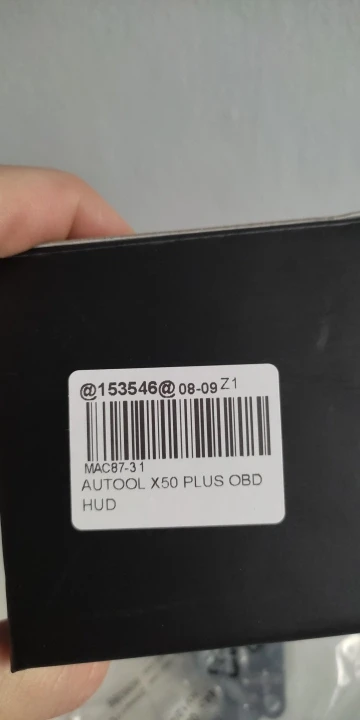 @153546@ 08-09 Z1
MAC87-31
AUTOOL X50 PLUS OBD
HUD